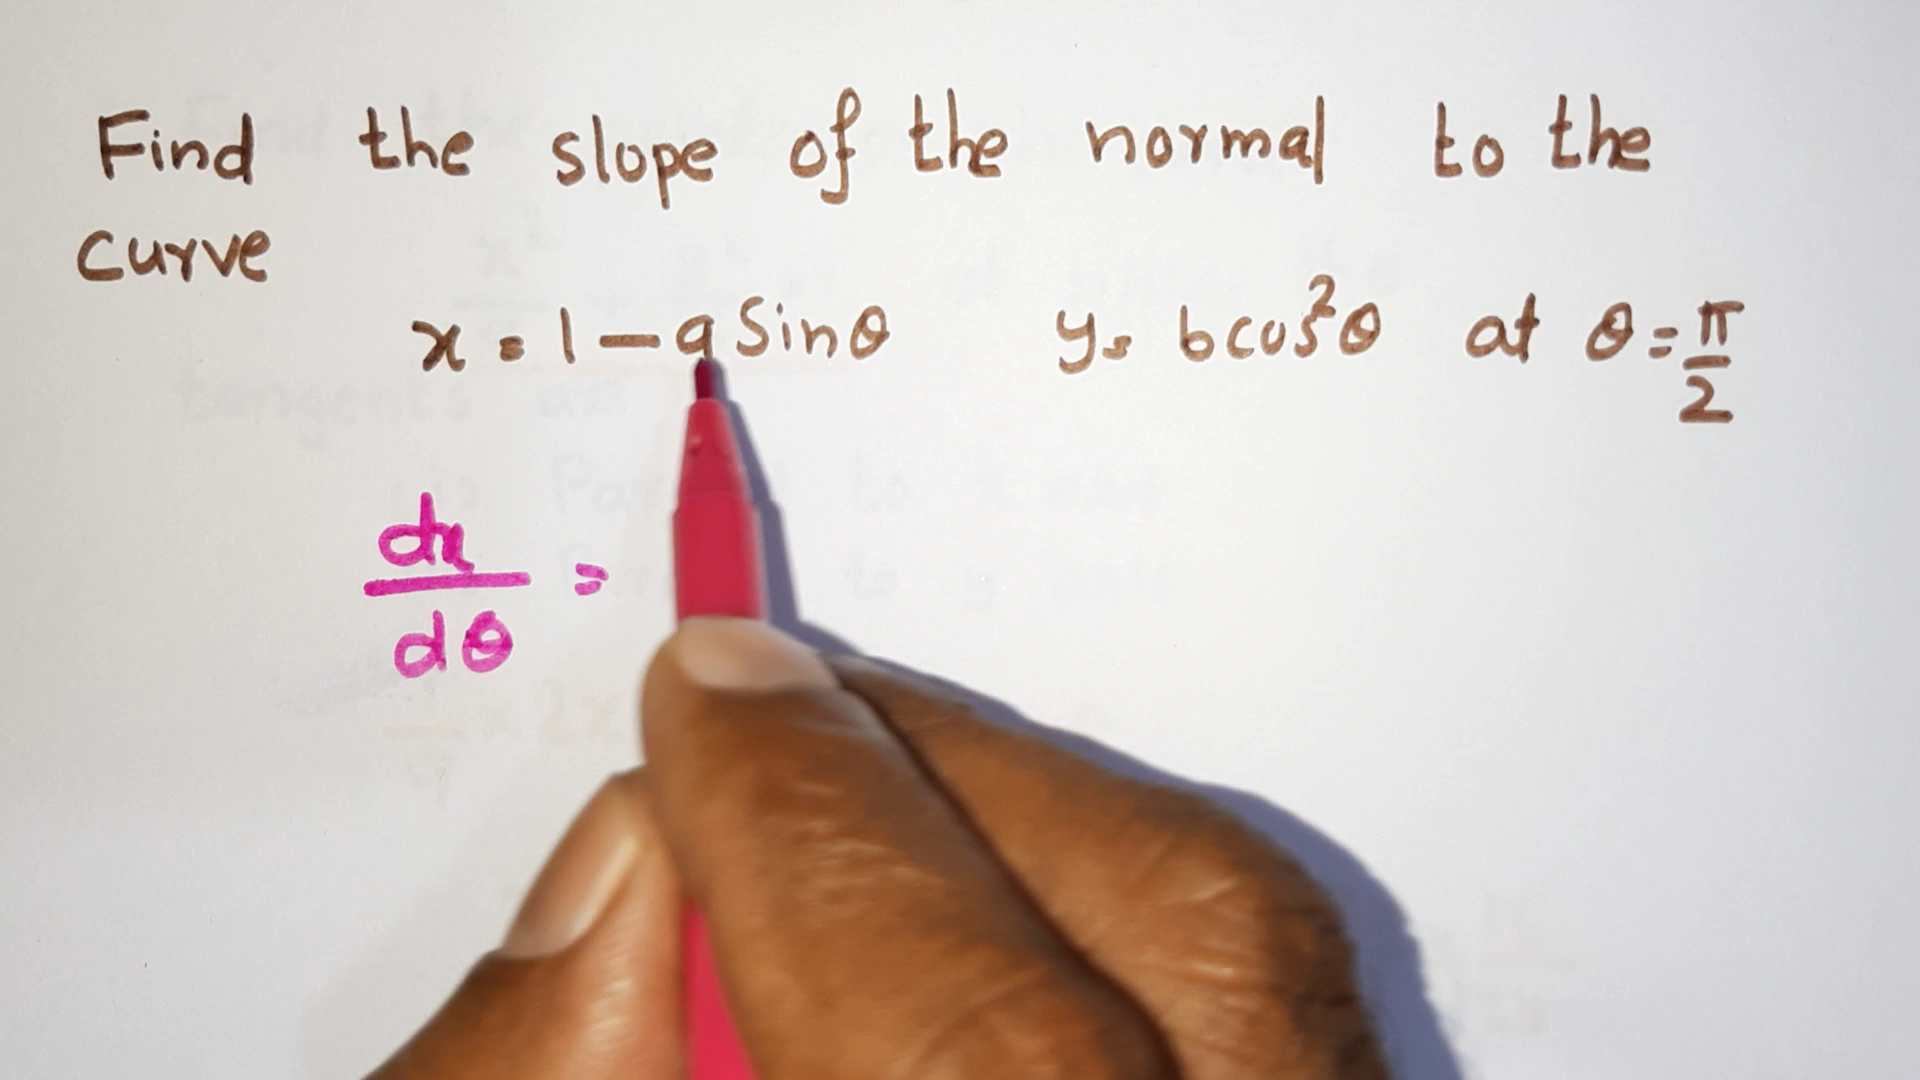 Find the slope of the normal to the
curve
x = 1 - a Sinθ y = b cos²θ at θ = π/2
dx/dθ =